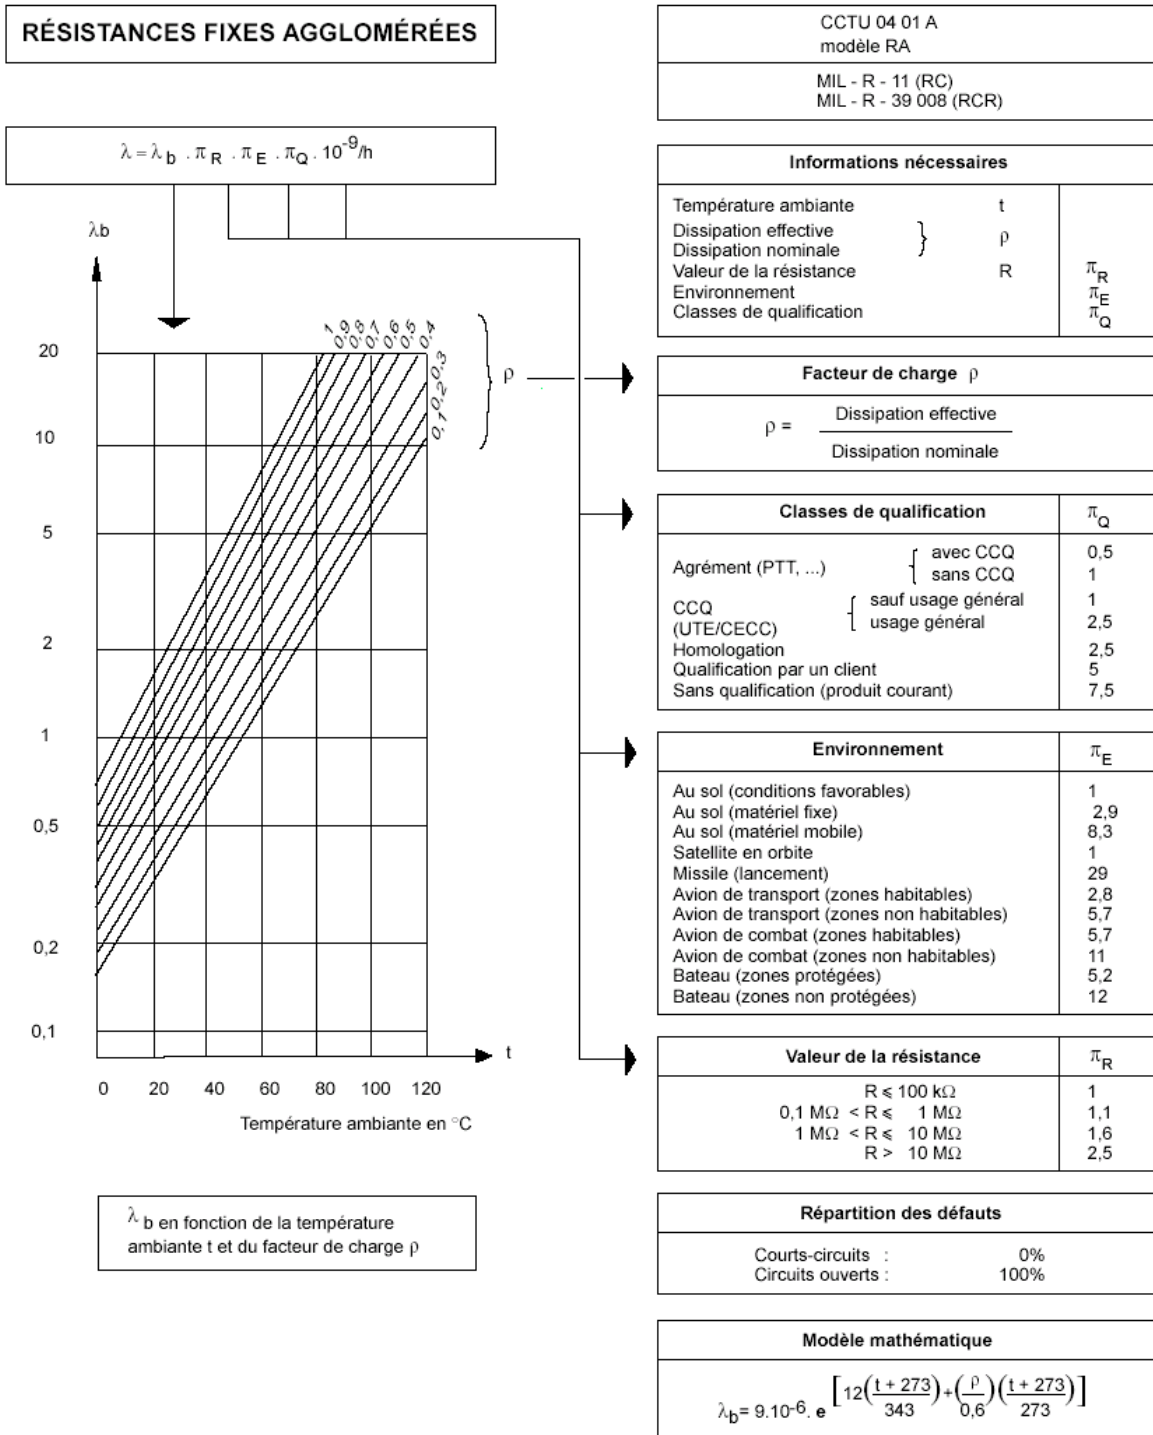 RÉSISTANCES FIXES AGGLOMÉRÉES
CCTU 04 01 A
modèle RA
MIL - R - 11 (RC)
MIL - R - 39 008 (RCR)
λ = λb . πR . πE . πQ . 10⁻⁹/h
λb
20
10
5
2
1
0,5
0,2
0,1
1
0,9
0,8
0,7
0,6
0,5
0,4
0,3
0,2
0,1
ρ
t
0 20 40 60 80 100 120
Température ambiante en °C
λ b en fonction de la température
ambiante t et du facteur de charge ρ
Informations nécessaires
Température ambiante t
Dissipation effective
Dissipation nominale } ρ
Valeur de la résistance R πR
Environnement πE
Classes de qualification πQ
Facteur de charge ρ
ρ = Dissipation effective
Dissipation nominale
Classes de qualification πQ
Agrément (PTT, ...) { avec CCQ 0,5
sans CCQ 1
CCQ { sauf usage général 1
(UTE/CECC) usage général 2,5
Homologation 2,5
Qualification par un client 5
Sans qualification (produit courant) 7,5
Environnement πE
Au sol (conditions favorables) 1
Au sol (matériel fixe) 2,9
Au sol (matériel mobile) 8,3
Satellite en orbite 1
Missile (lancement) 29
Avion de transport (zones habitables) 2,8
Avion de transport (zones non habitables) 5,7
Avion de combat (zones habitables) 5,7
Avion de combat (zones non habitables) 11
Bateau (zones protégées) 5,2
Bateau (zones non protégées) 12
Valeur de la résistance πR
R ⩽ 100 kΩ 1
0,1 MΩ < R ⩽ 1 MΩ 1,1
1 MΩ < R ⩽ 10 MΩ 1,6
R > 10 MΩ 2,5
Répartition des défauts
Courts-circuits : 0%
Circuits ouverts : 100%
Modèle mathématique
λb= 9.10⁻⁶. e [12((t + 273)/343)+(ρ/0,6)((t + 273)/273)]